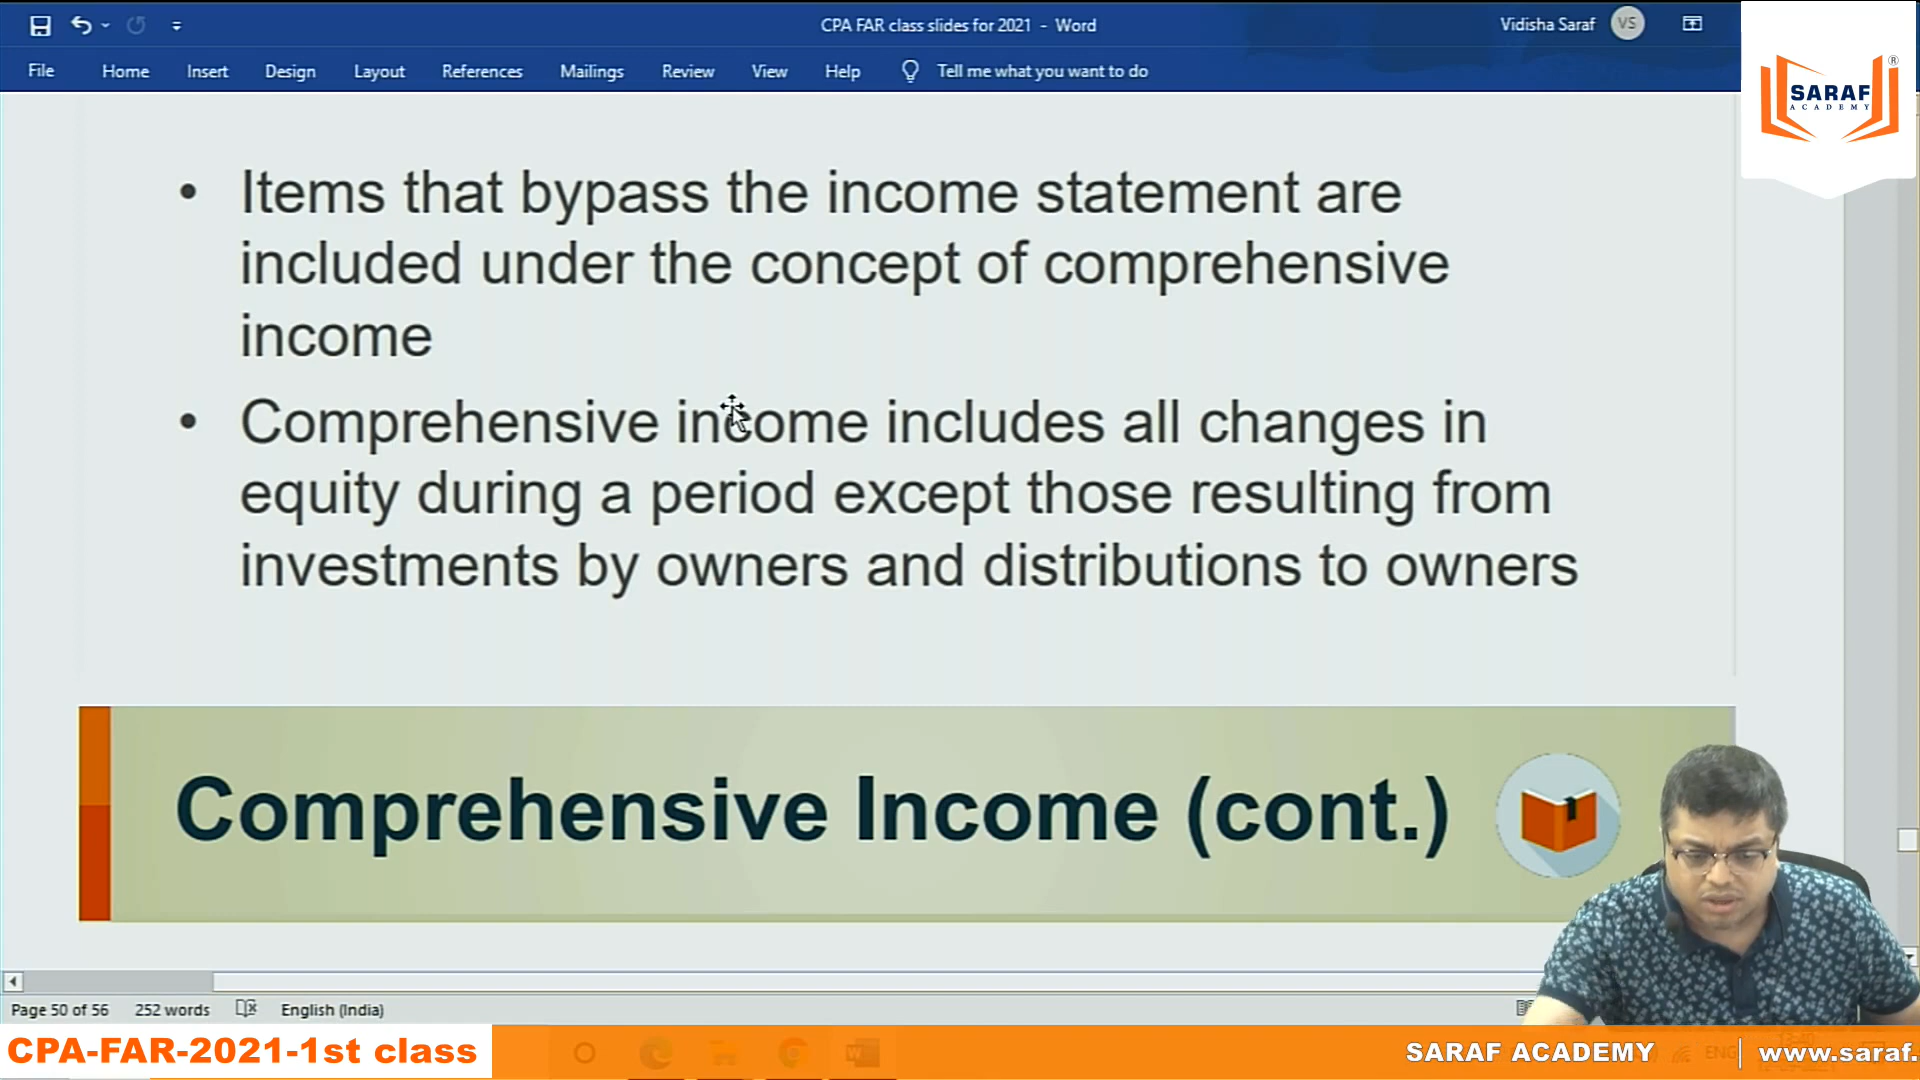 CPA FAR class slides for 2021 - Word
Vidisha Saraf VS
File Home Insert Design Layout References Mailings Review View Help Tell me what you want to do
SARAF®
ACADEMY
• Items that bypass the income statement are
included under the concept of comprehensive
income
• Comprehensive income includes all changes in
equity during a period except those resulting from
investments by owners and distributions to owners
Comprehensive Income (cont.)
Page 50 of 56 252 words English (India)
CPA-FAR-2021-1st class
SARAF ACADEMY ENG | www.saraf.